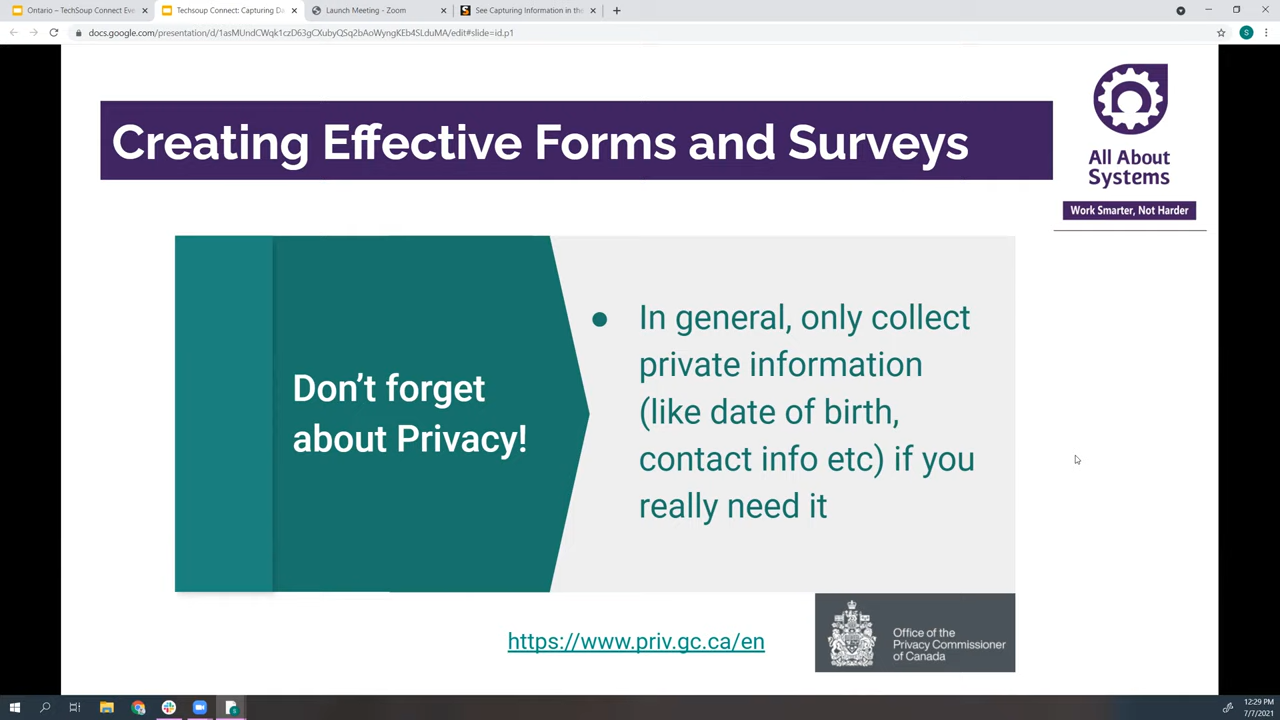 Ontario – TechSoup Connect Eve
Techsoup Connect: Capturing Da
Launch Meeting - Zoom
See Capturing Information in the
docs.google.com/presentation/d/1asMUndCWqk1czD63gCXubyQSq2bAoWyngKEb4SLduMA/edit#slide=id.p1
S
Creating Effective Forms and Surveys
All About
Systems
Work Smarter, Not Harder
Don't forget
about Privacy!
● In general, only collect
private information
(like date of birth,
contact info etc) if you
really need it
https://www.priv.gc.ca/en
Office of the
Privacy Commissioner
of Canada
12:29 PM
7/7/2021